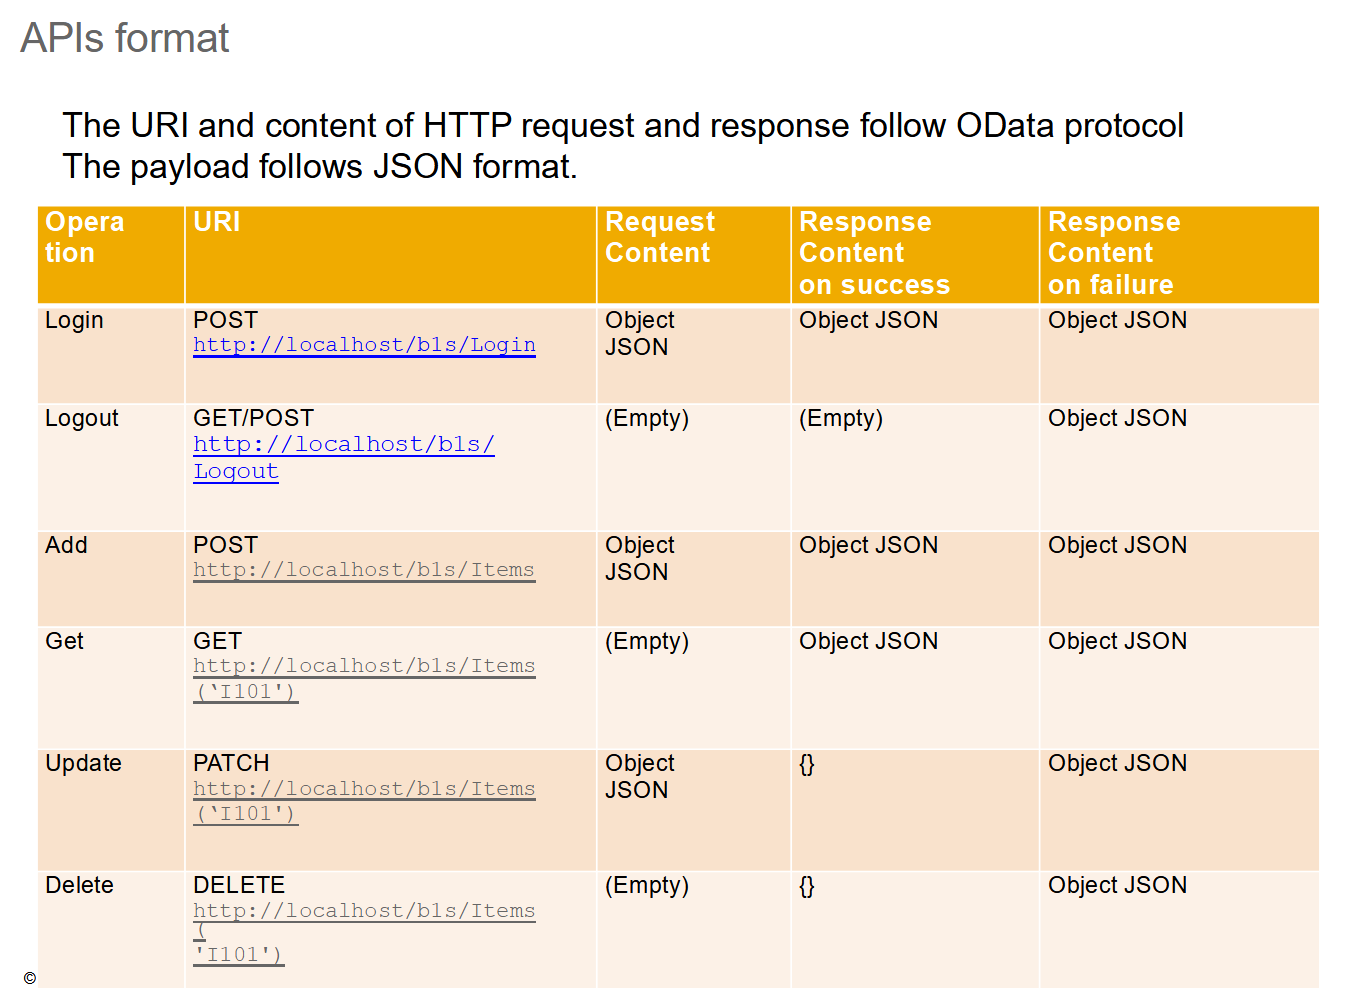 APIs format
The URI and content of HTTP request and response follow OData protocol
The payload follows JSON format.
Opera
tion
URI
Request
Content
Response
Content
on success
Response
Content
on failure
Login
POST
http://localhost/b1s/Login
Object
JSON
Object JSON
Object JSON
Logout
GET/POST
http://localhost/b1s/
Logout
(Empty)
(Empty)
Object JSON
Add
POST
http://localhost/b1s/Items
Object
JSON
Object JSON
Object JSON
Get
GET
http://localhost/b1s/Items
(‛I101')
(Empty)
Object JSON
Object JSON
Update
PATCH
http://localhost/b1s/Items
(‛I101')
Object
JSON
{}
Object JSON
Delete
DELETE
http://localhost/b1s/Items
(
'I101')
(Empty)
{}
Object JSON
©